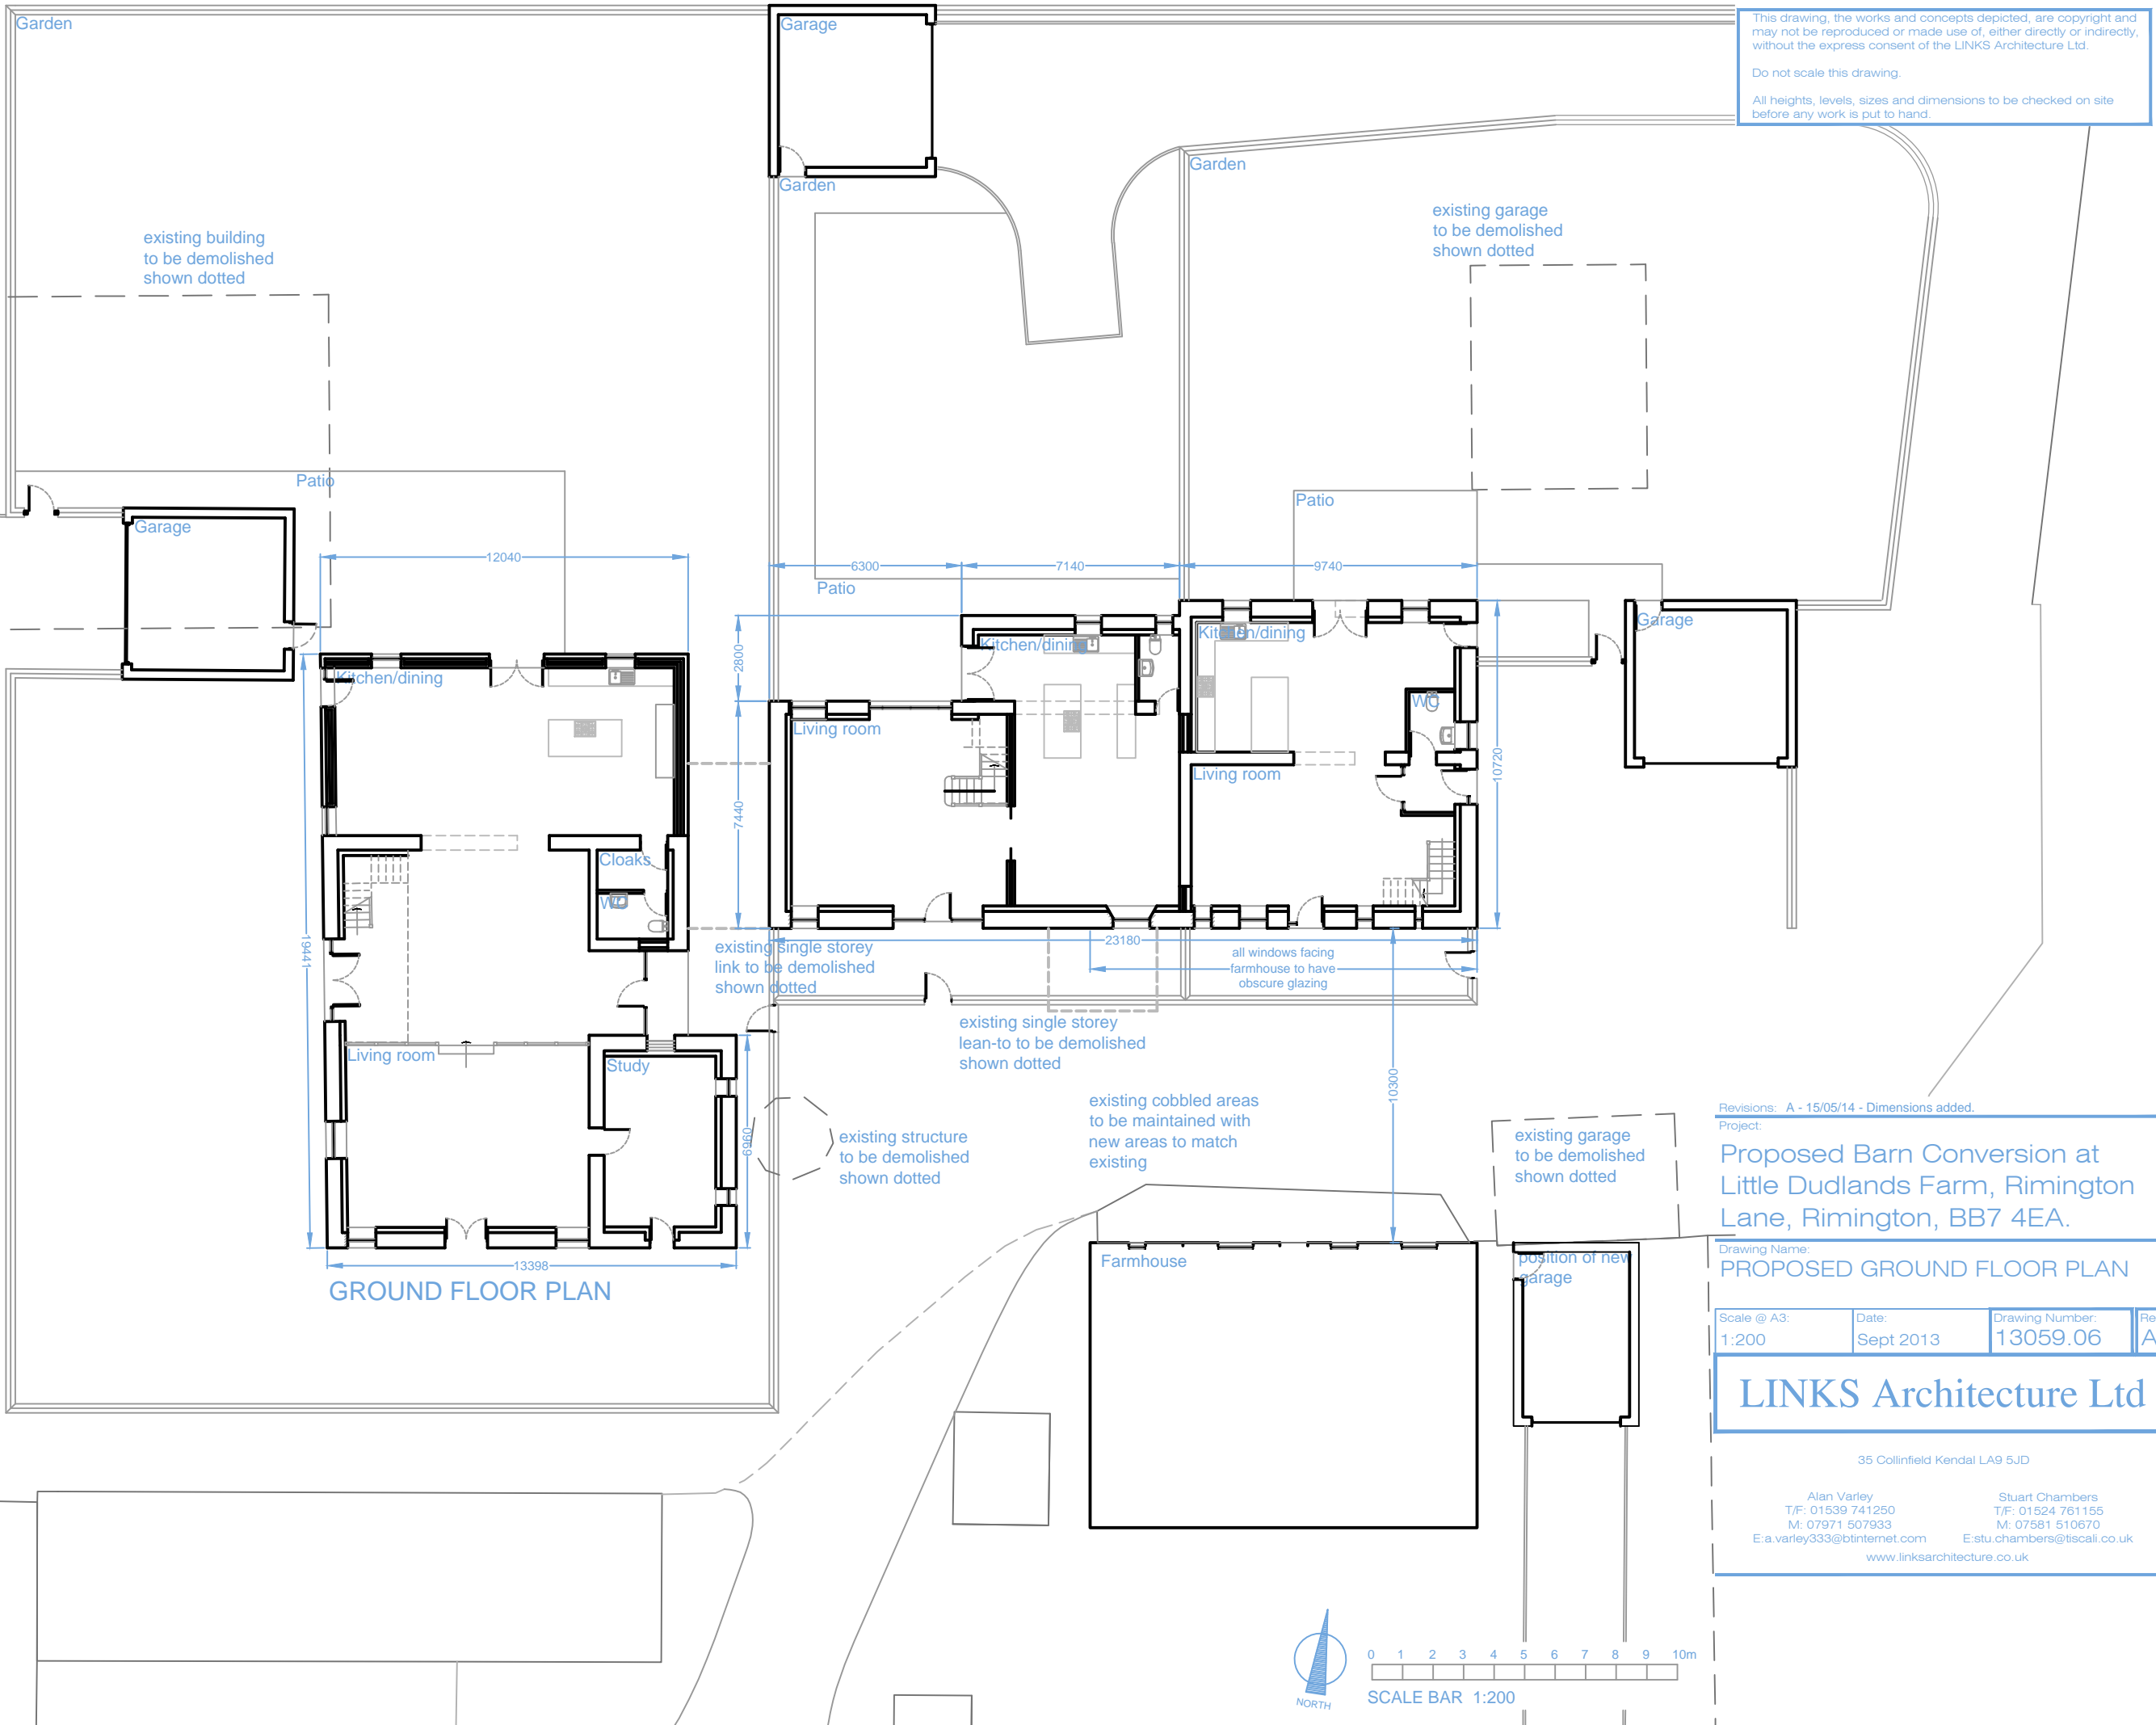 Garden
Garage
This drawing, the works and concepts depicted, are copyright and
may not be reproduced or made use of, either directly or indirectly,
without the express consent of the LINKS Architecture Ltd.
Do not scale this drawing.
All heights, levels, sizes and dimensions to be checked on site
before any work is put to hand.
Garden
Garden
existing building
to be demolished
shown dotted
existing garage
to be demolished
shown dotted
Patio
Patio
Garage
12040
6300
7140
9740
Patio
Garage
Kitchen/dining
Kitchen/dining
Kitchen/dining
2800
WC
Living room
Living room
10720
7440
Cloaks
WC
19441
existing single storey
link to be demolished
shown dotted
23180
all windows facing
farmhouse to have
obscure glazing
existing single storey
lean-to to be demolished
shown dotted
Living room
Study
10300
6960
existing structure
to be demolished
shown dotted
existing cobbled areas
to be maintained with
new areas to match
existing
existing garage
to be demolished
shown dotted
Revisions: A - 15/05/14 - Dimensions added.
Project:
Proposed Barn Conversion at
Little Dudlands Farm, Rimington
Lane, Rimington, BB7 4EA.
13398
GROUND FLOOR PLAN
Farmhouse
position of new
garage
Drawing Name:
PROPOSED GROUND FLOOR PLAN
Scale @ A3:
1:200
Date:
Sept 2013
Drawing Number:
13059.06
Re
A
LINKS Architecture Ltd
35 Collinfield Kendal LA9 5JD
Alan Varley
T/F: 01539 741250
M: 07971 507933
E:a.varley333@btinternet.com
Stuart Chambers
T/F: 01524 761155
M: 07581 510670
E:stu.chambers@tiscali.co.uk
www.linksarchitecture.co.uk
NORTH
0 1 2 3 4 5 6 7 8 9 10m
SCALE BAR 1:200